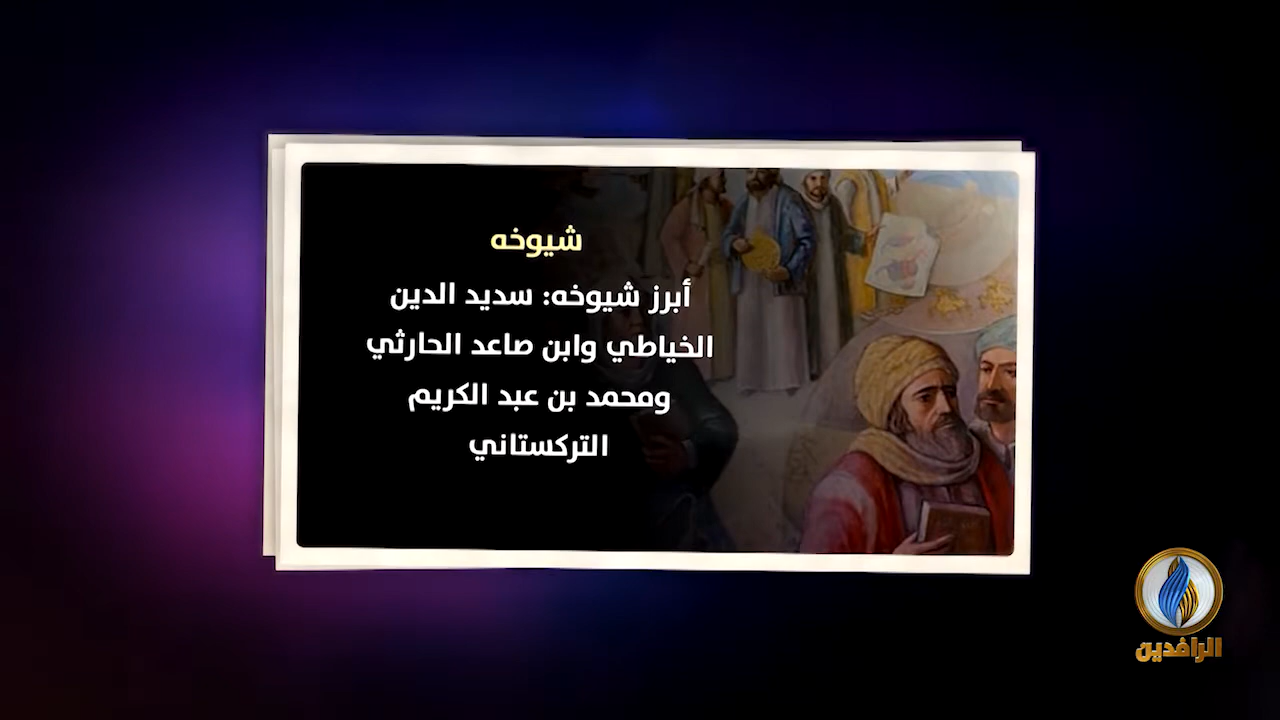 شيوخه
أبرز شيوخه: سديد الدين
الخياطي وابن صاعد الحارثي
ومحمد بن عبد الكريم
التركستاني
الرافدين